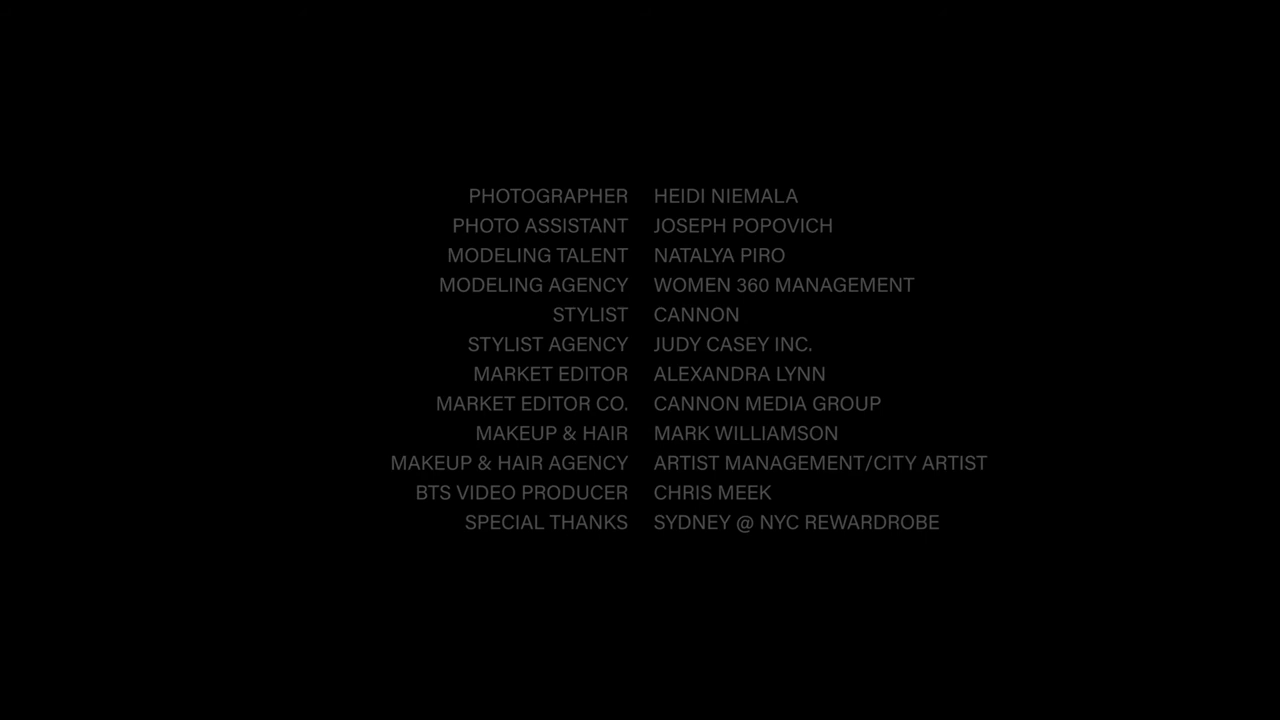 PHOTOGRAPHER HEIDI NIEMALA
PHOTO ASSISTANT JOSEPH POPOVICH
MODELING TALENT NATALYA PIRO
MODELING AGENCY WOMEN 360 MANAGEMENT
STYLIST CANNON
STYLIST AGENCY JUDY CASEY INC.
MARKET EDITOR ALEXANDRA LYNN
MARKET EDITOR CO. CANNON MEDIA GROUP
MAKEUP & HAIR MARK WILLIAMSON
MAKEUP & HAIR AGENCY ARTIST MANAGEMENT/CITY ARTIST
BTS VIDEO PRODUCER CHRIS MEEK
SPECIAL THANKS SYDNEY @ NYC REWARDROBE